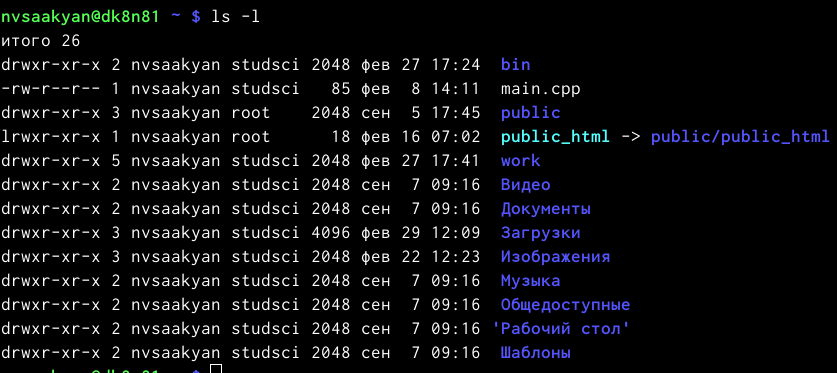 nvsaakyan@dk8n81 ~ $ ls -l
итого 26
drwxr-xr-x 2 nvsaakyan studsci 2048 фев 27 17:24  bin
-rw-r--r-- 1 nvsaakyan studsci   85 фев  8 14:11  main.cpp
drwxr-xr-x 3 nvsaakyan root    2048 сен  5 17:45  public
lrwxr-xr-x 1 nvsaakyan root      18 фев 16 07:02  public_html -> public/public_html
drwxr-xr-x 5 nvsaakyan studsci 2048 фев 27 17:41  work
drwxr-xr-x 2 nvsaakyan studsci 2048 сен  7 09:16  Видео
drwxr-xr-x 2 nvsaakyan studsci 2048 сен  7 09:16  Документы
drwxr-xr-x 3 nvsaakyan studsci 4096 фев 29 12:09  Загрузки
drwxr-xr-x 3 nvsaakyan studsci 2048 фев 22 12:23  Изображения
drwxr-xr-x 2 nvsaakyan studsci 2048 сен  7 09:16  Музыка
drwxr-xr-x 2 nvsaakyan studsci 2048 сен  7 09:16  Общедоступные
drwxr-xr-x 2 nvsaakyan studsci 2048 сен  7 09:16 'Рабочий стол'
drwxr-xr-x 2 nvsaakyan studsci 2048 сен  7 09:16  Шаблоны
nvsaakyan@dk8n81 ~ $